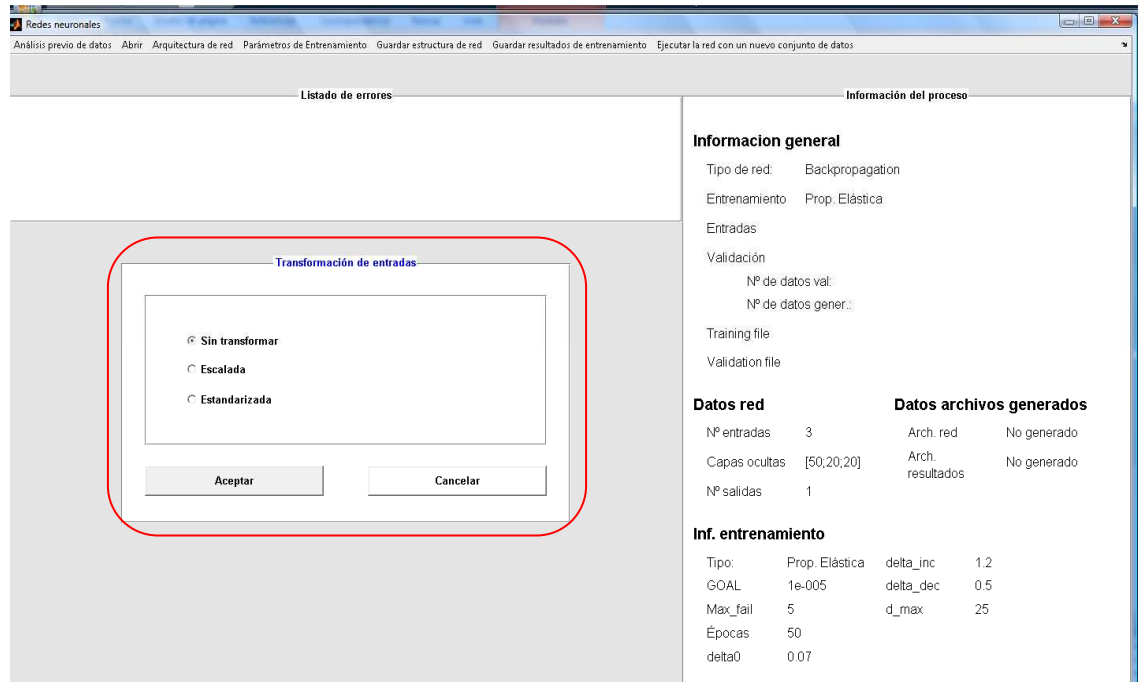 Redes neuronales
Análisis previo de datos Abrir Arquitectura de red Parámetros de Entrenamiento Guardar estructura de red Guardar resultados de entrenamiento Ejecutar la red con un nuevo conjunto de datos
Listado de errores
Transformación de entradas
Sin transformar
Escalada
Estandarizada
Aceptar Cancelar
Información del proceso
Informacion general
Tipo de red: Backpropagation
Entrenamiento Prop. Elástica
Entradas
Validación
Nº de datos val:
Nº de datos gener.:
Training file
Validation file
Datos red Datos archivos generados
Nº entradas 3 Arch. red No generado
Capas ocultas [50;20;20] Arch. resultados No generado
Nº salidas 1
Inf. entrenamiento
Tipo: Prop. Elástica delta_inc 1.2
GOAL 1e-005 delta_dec 0.5
Max_fail 5 d_max 25
Épocas 50
delta0 0.07